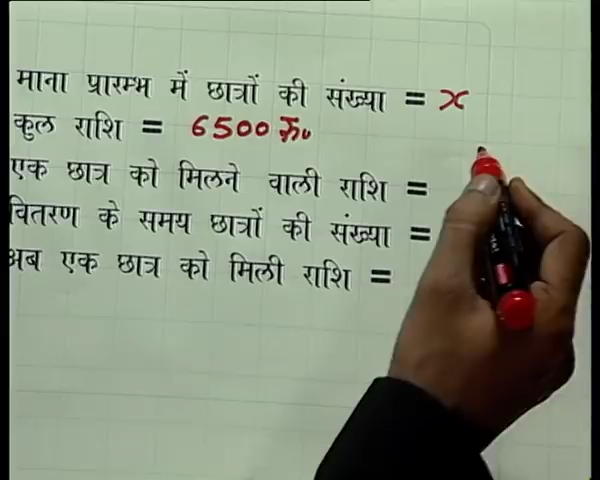 माना प्रारम्भ में छात्रों की संख्या = x
कुल राशि = 6500 रू०
एक छात्र को मिलने वाली राशि =
वितरण के समय छात्रों की संख्या =
अब एक छात्र को मिली राशि =